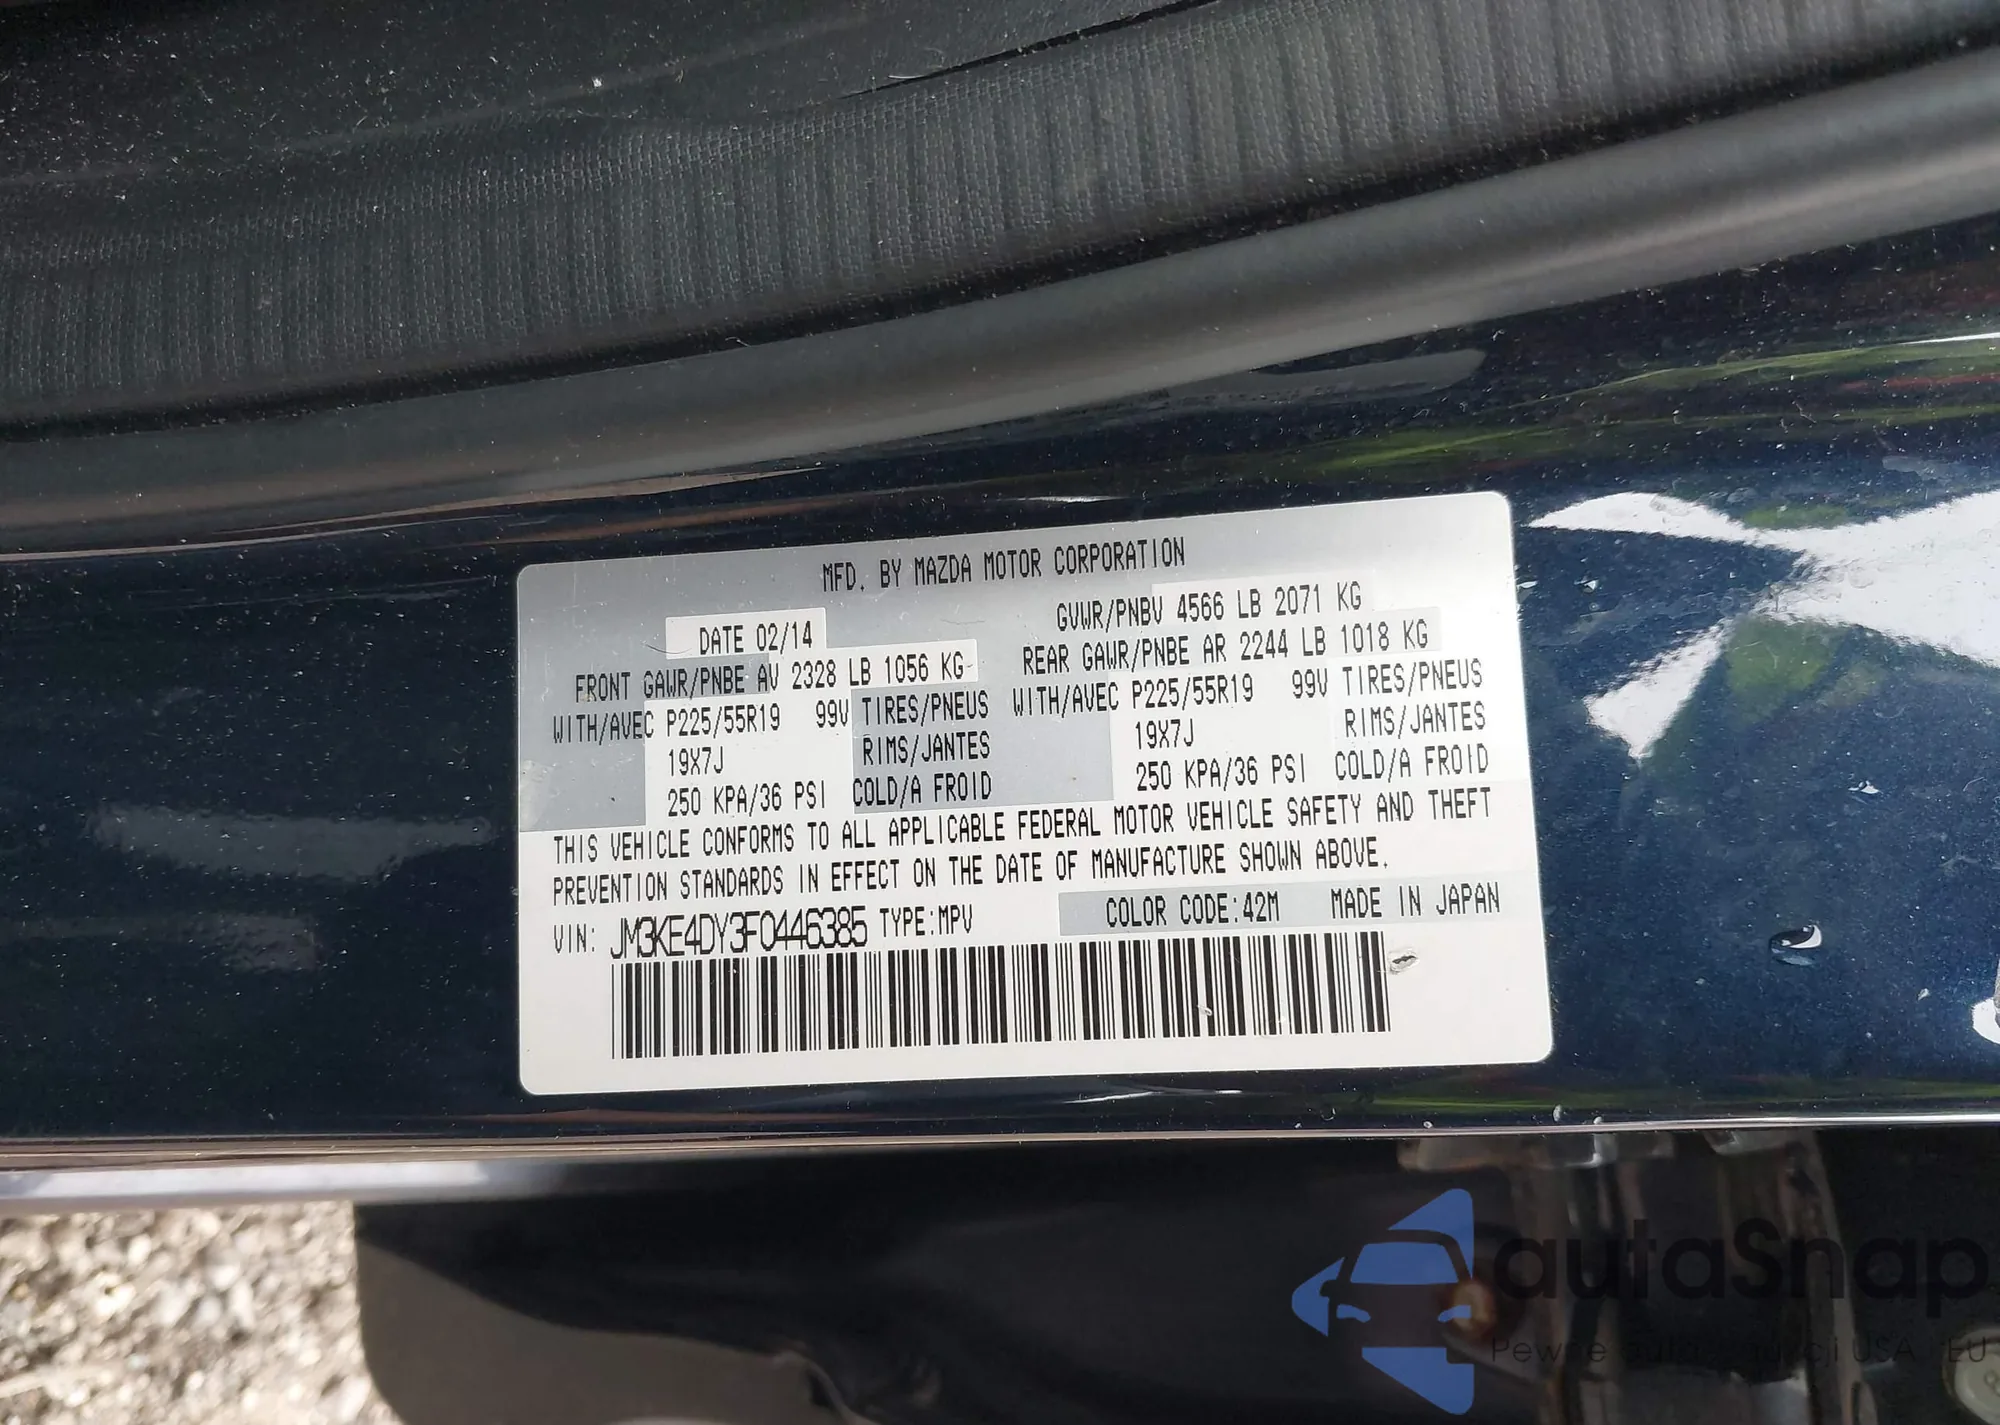 MFD. BY MAZDA MOTOR CORPORATION
DATE 02/14 GVWR/PNBV 4566 LB 2071 KG
FRONT GAWR/PNBE AV 2328 LB 1056 KG REAR GAWR/PNBE AR 2244 LB 1018 KG
WITH/AVEC P225/55R19 99V TIRES/PNEUS WITH/AVEC P225/55R19 99V TIRES/PNEUS
19X7J RIMS/JANTES 19X7J RIMS/JANTES
250 KPA/36 PSI COLD/A FROID 250 KPA/36 PSI COLD/A FROID
THIS VEHICLE CONFORMS TO ALL APPLICABLE FEDERAL MOTOR VEHICLE SAFETY AND THEFT
PREVENTION STANDARDS IN EFFECT ON THE DATE OF MANUFACTURE SHOWN ABOVE.
VIN: JM3KE4DY3F0446385 TYPE:MPV COLOR CODE:42M MADE IN JAPAN
autaSnap
Pewne auta USA EU